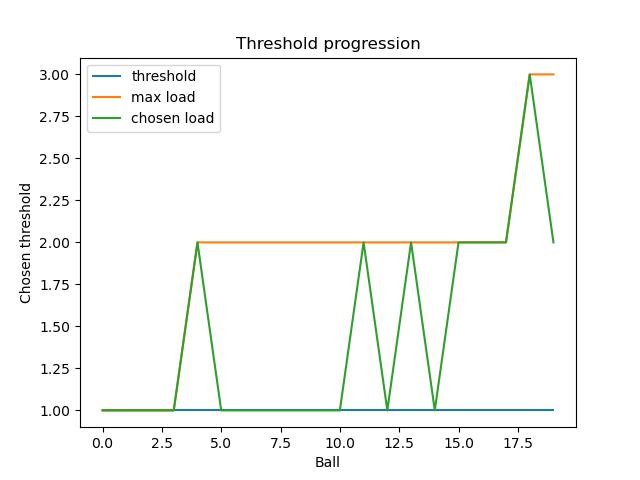 Threshold progression
threshold
max load
chosen load
3.00
2.75
2.50
2.25
2.00
1.75
1.50
1.25
1.00
Chosen threshold
0.0 2.5 5.0 7.5 10.0 12.5 15.0 17.5
Ball